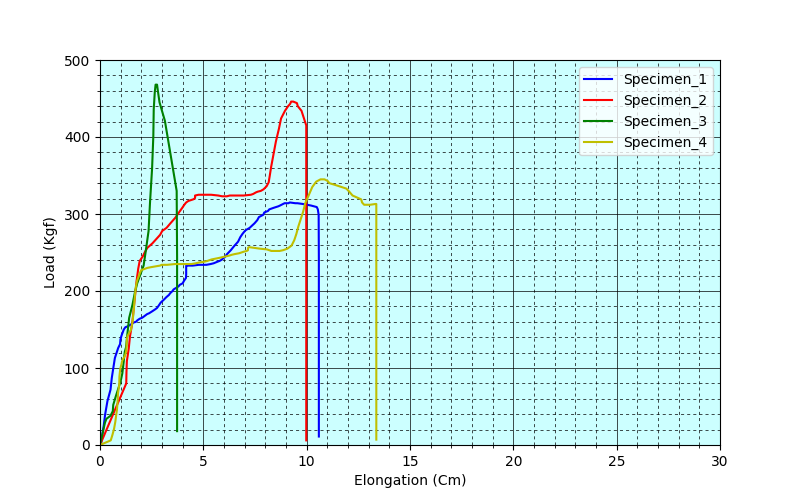 500
400
300
200
100
0
Load (Kgf)
0 5 10 15 20 25 30
Elongation (Cm)
Specimen_1
Specimen_2
Specimen_3
Specimen_4